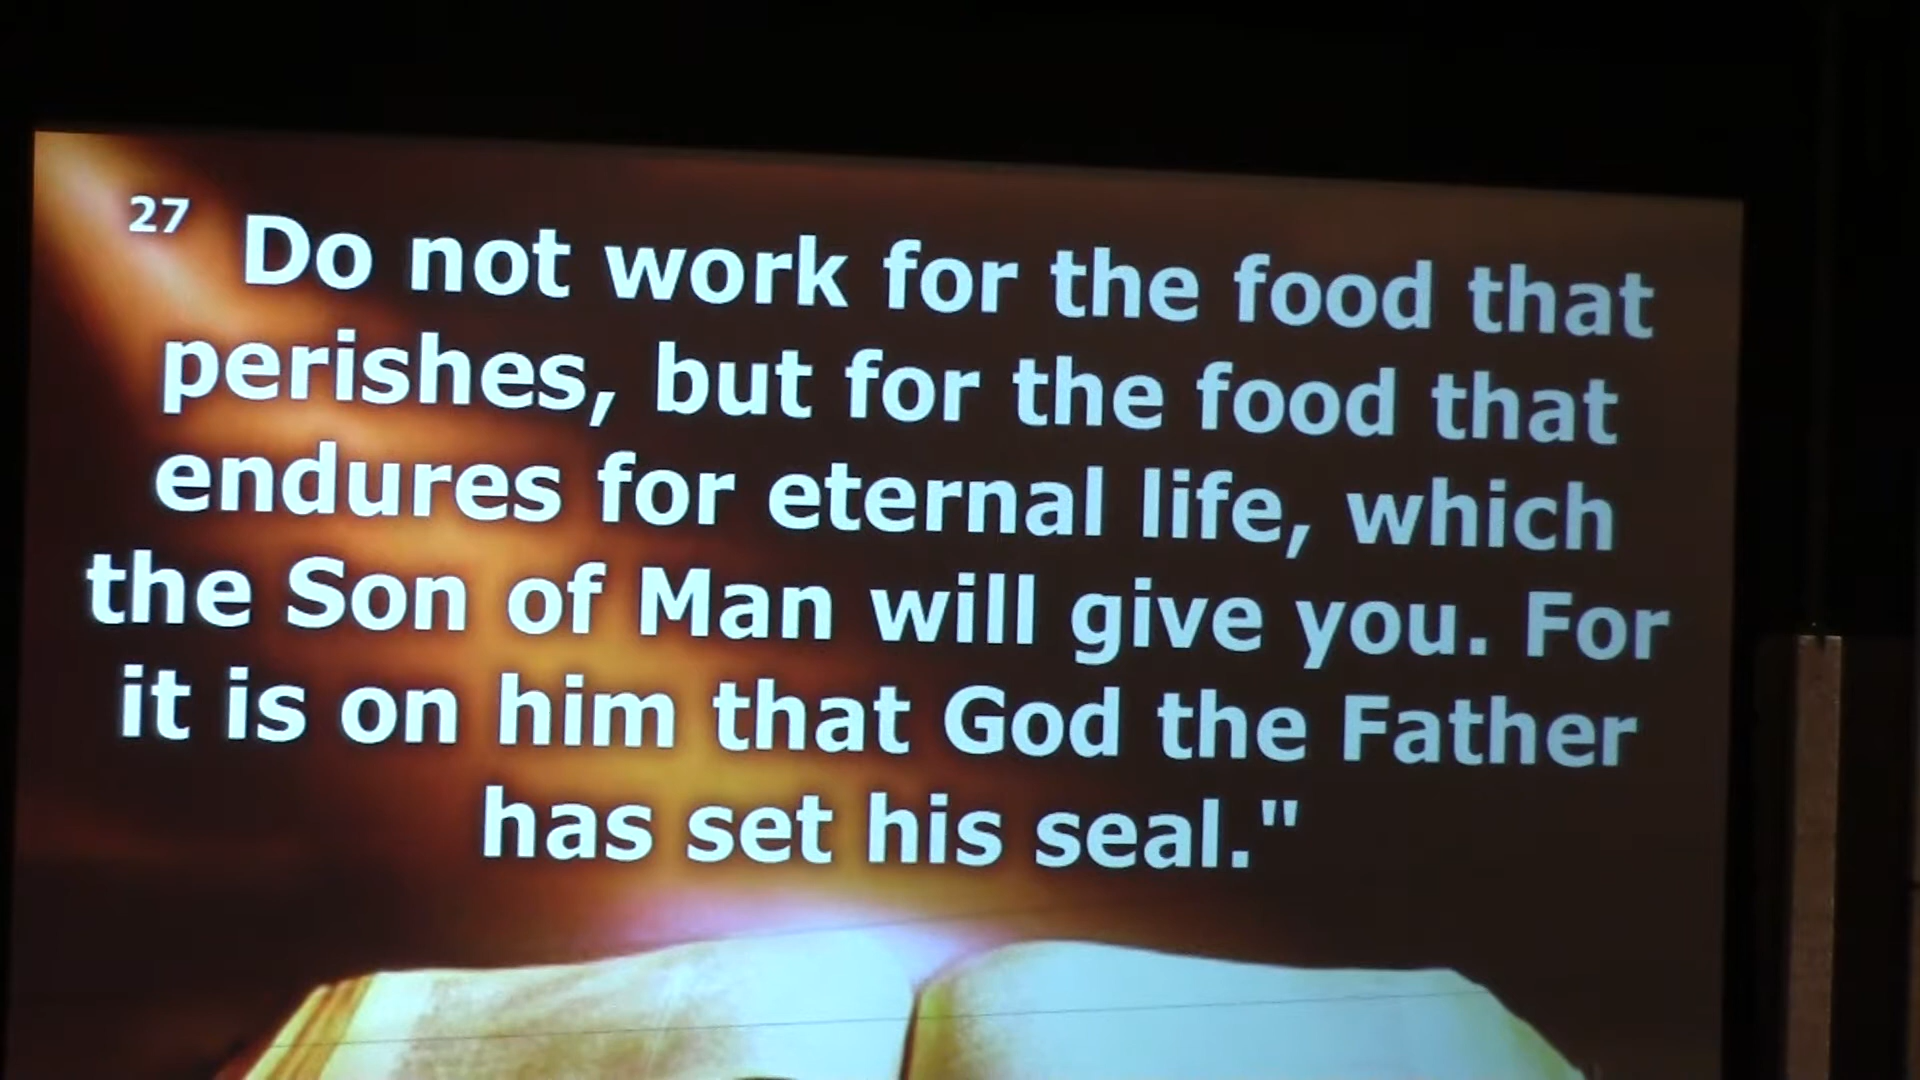 27 Do not work for the food that
perishes, but for the food that
endures for eternal life, which
the Son of Man will give you. For
it is on him that God the Father
has set his seal."